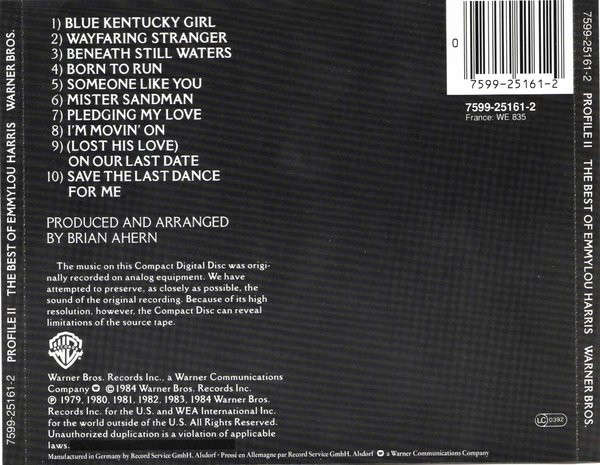 1) BLUE KENTUCKY GIRL
2) WAYFARING STRANGER
3) BENEATH STILL WATERS
4) BORN TO RUN
5) SOMEONE LIKE YOU
6) MISTER SANDMAN
7) PLEDGING MY LOVE
8) I'M MOVIN' ON
9) (LOST HIS LOVE)
ON OUR LAST DATE
10) SAVE THE LAST DANCE
FOR ME
PRODUCED AND ARRANGED
BY BRIAN AHERN
The music on this Compact Digital Disc was origi-
nally recorded on analog equipment. We have
attempted to preserve, as closely as possible, the
sound of the original recording. Because of its high
resolution, however, the Compact Disc can reveal
limitations of the source tape.
Warner Bros. Records Inc., a Warner Communications
Company ©1984 Warner Bros. Records Inc.
℗ 1979, 1980, 1981, 1982, 1983, 1984 Warner Bros.
Records Inc. for the U.S. and WEA International Inc.
for the world outside of the U.S. All Rights Reserved.
Unauthorized duplication is a violation of applicable
laws.
Manufactured in Germany by Record Service GmbH, Alsdorf · Pressé en Allemagne par Record Service GmbH, Alsdorf · a Warner Communications Company
0
7599-25161-2
7599-25161-2
France: WE 835
LC 0392
7599-25161-2 PROFILE II THE BEST OF EMMYLOU HARRIS WARNER BROS.
7599-25161-2 PROFILE II THE BEST OF EMMYLOU HARRIS WARNER BROS.